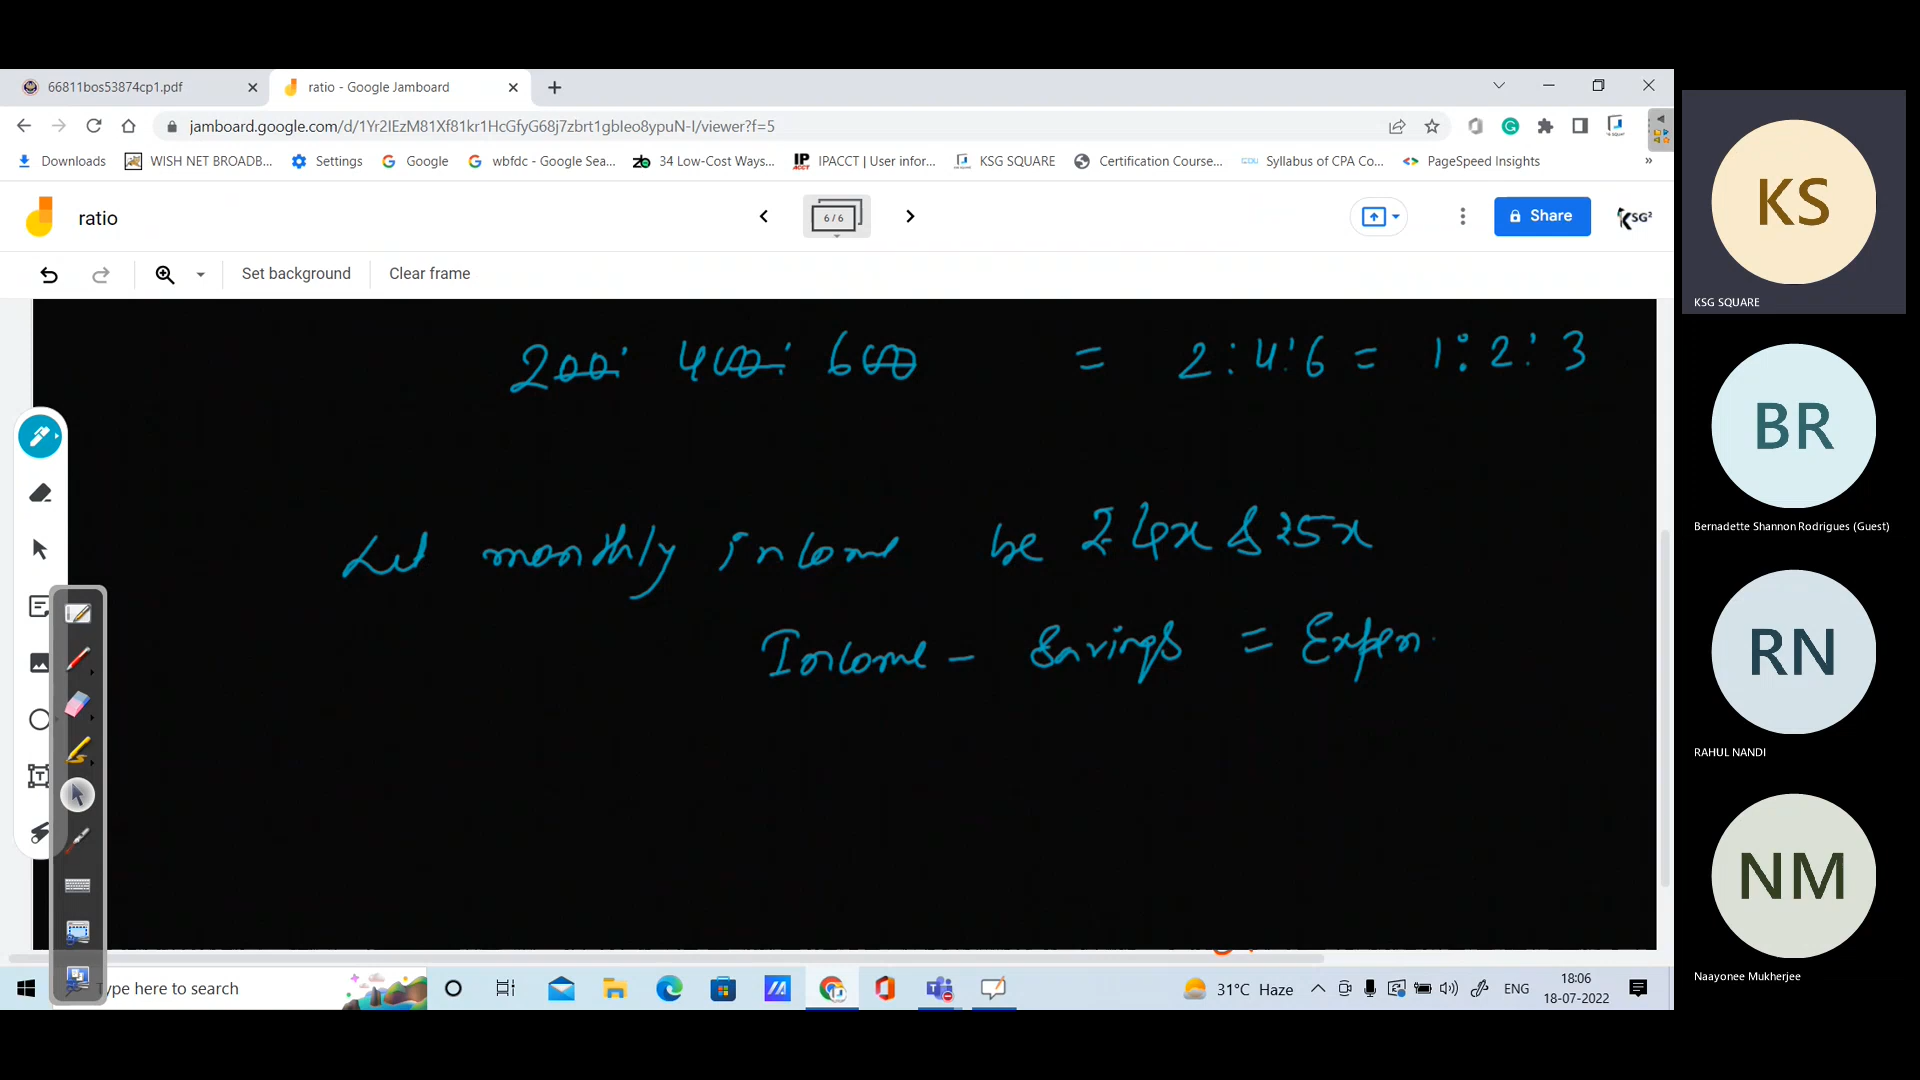 66811bos53874cp1.pdf
ratio - Google Jamboard
jamboard.google.com/d/1Yr2IEzM81Xf81kr1HcGfyG68j7zbrt1gbIeo8ypuN-I/viewer?f=5
Downloads WISH NET BROADB... Settings Google wbfdc - Google Sea... 34 Low-Cost Ways... IPACCT | User infor... KSG SQUARE Certification Course... Syllabus of CPA Co... PageSpeed Insights »
ratio
6 / 6
Share
KSG²
Set background Clear frame
200: 400: 600 = 2:4:6 = 1:2:3
Let monthly income be ₹4x & ₹5x
Income - Savings = Expen
Type here to search
31°C Haze
ENG
18:06
18-07-2022
KS
KSG SQUARE
BR
Bernadette Shannon Rodrigues (Guest)
RN
RAHUL NANDI
NM
Naayonee Mukherjee